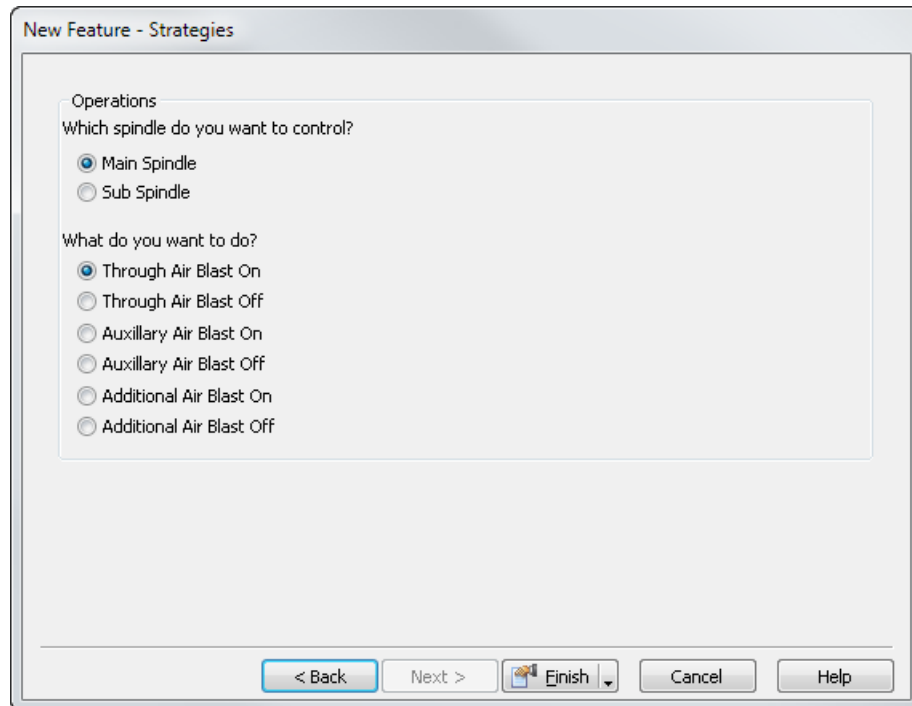 New Feature - Strategies
Operations
Which spindle do you want to control?
Main Spindle
Sub Spindle
What do you want to do?
Through Air Blast On
Through Air Blast Off
Auxillary Air Blast On
Auxillary Air Blast Off
Additional Air Blast On
Additional Air Blast Off
< Back Next > Finish Cancel Help